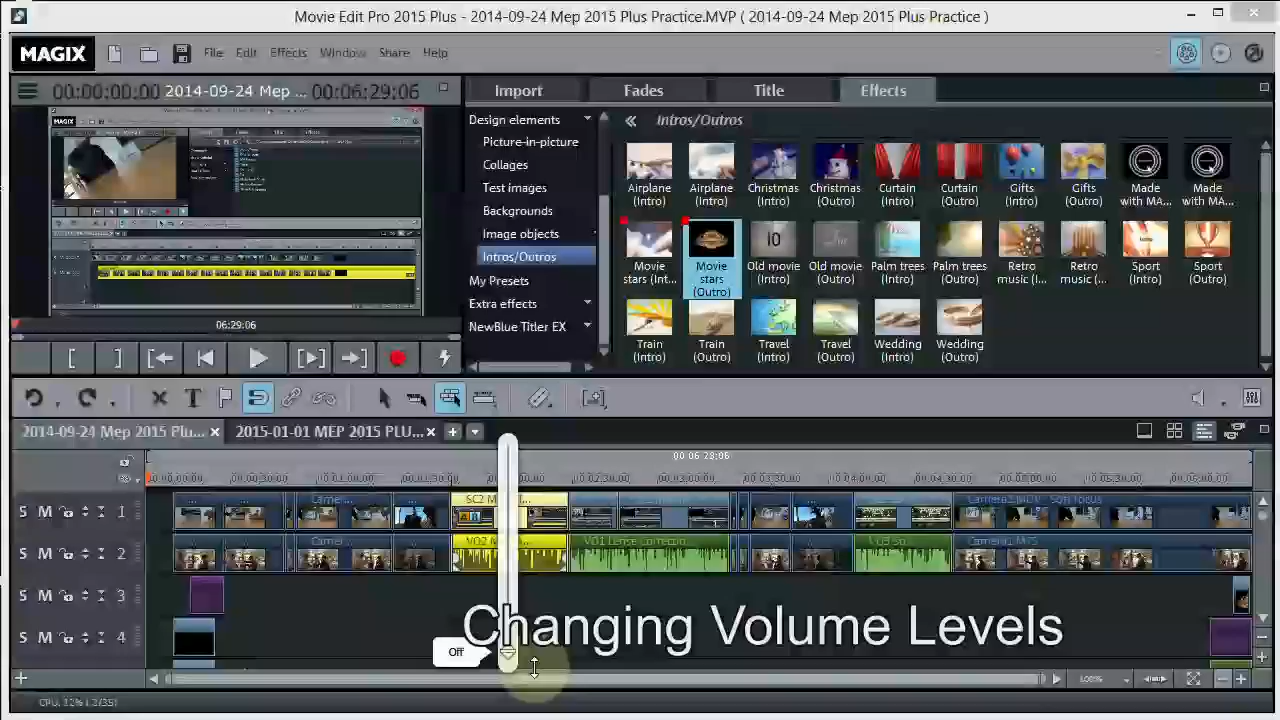 Movie Edit Pro 2015 Plus - 2014-09-24 Mep 2015 Plus Practice.MVP ( 2014-09-24 Mep 2015 Plus Practice )
MAGIX File Edit Effects Window Share Help
00:00:00:00 2014-09-24 Mep ... 00:06:29:06
Import Fades Title Effects
Design elements
Picture-in-picture
Collages
Test images
Backgrounds
Image objects
Intros/Outros
My Presets
Extra effects
NewBlue Titler EX
Intros/Outros
Airplane (Intro)
Airplane (Outro)
Christmas (Intro)
Christmas (Outro)
Curtain (Intro)
Curtain (Outro)
Gifts (Intro)
Gifts (Outro)
Made with MA...
Made with MA...
Movie stars (Int...
Movie stars (Outro)
Old movie (Intro)
Old movie (Outro)
Palm trees (Intro)
Palm trees (Outro)
Retro music (I...
Retro music (...
Sport (Intro)
Sport (Outro)
Train (Intro)
Train (Outro)
Travel (Intro)
Travel (Outro)
Wedding (Intro)
Wedding (Outro)
06:29:06
2014-09-24 Mep 2015 Plu... 2015-01-01 MEP 2015 PLU...
00:06:28:06
S M 1
S M 2
S M 3
S M 4
Changing Volume Levels
Off
100%